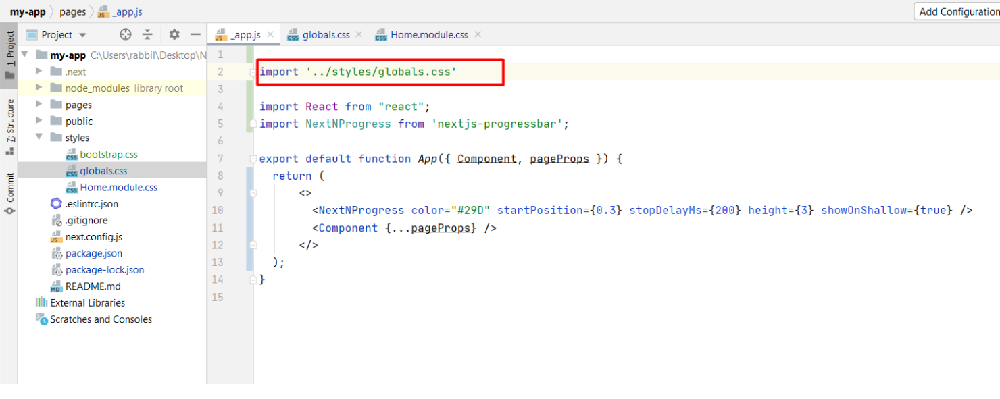 my-app pages _app.js Add Configuration
1: Project
Project
_app.js globals.css Home.module.css
my-app C:\Users\rabbil\Desktop\N
.next
node_modules library root
pages
public
styles
bootstrap.css
globals.css
Home.module.css
.eslintrc.json
.gitignore
next.config.js
package.json
package-lock.json
README.md
External Libraries
Scratches and Consoles
7: Structure
Commit
1
2 import '../styles/globals.css'
3
4 import React from "react";
5 import NextNProgress from 'nextjs-progressbar';
6
7 export default function App({ Component, pageProps }) {
8 return (
9 <>
10 <NextNProgress color="#29D" startPosition={0.3} stopDelayMs={200} height={3} showOnShallow={true} />
11 <Component {...pageProps} />
12 </>
13 );
14 }
15